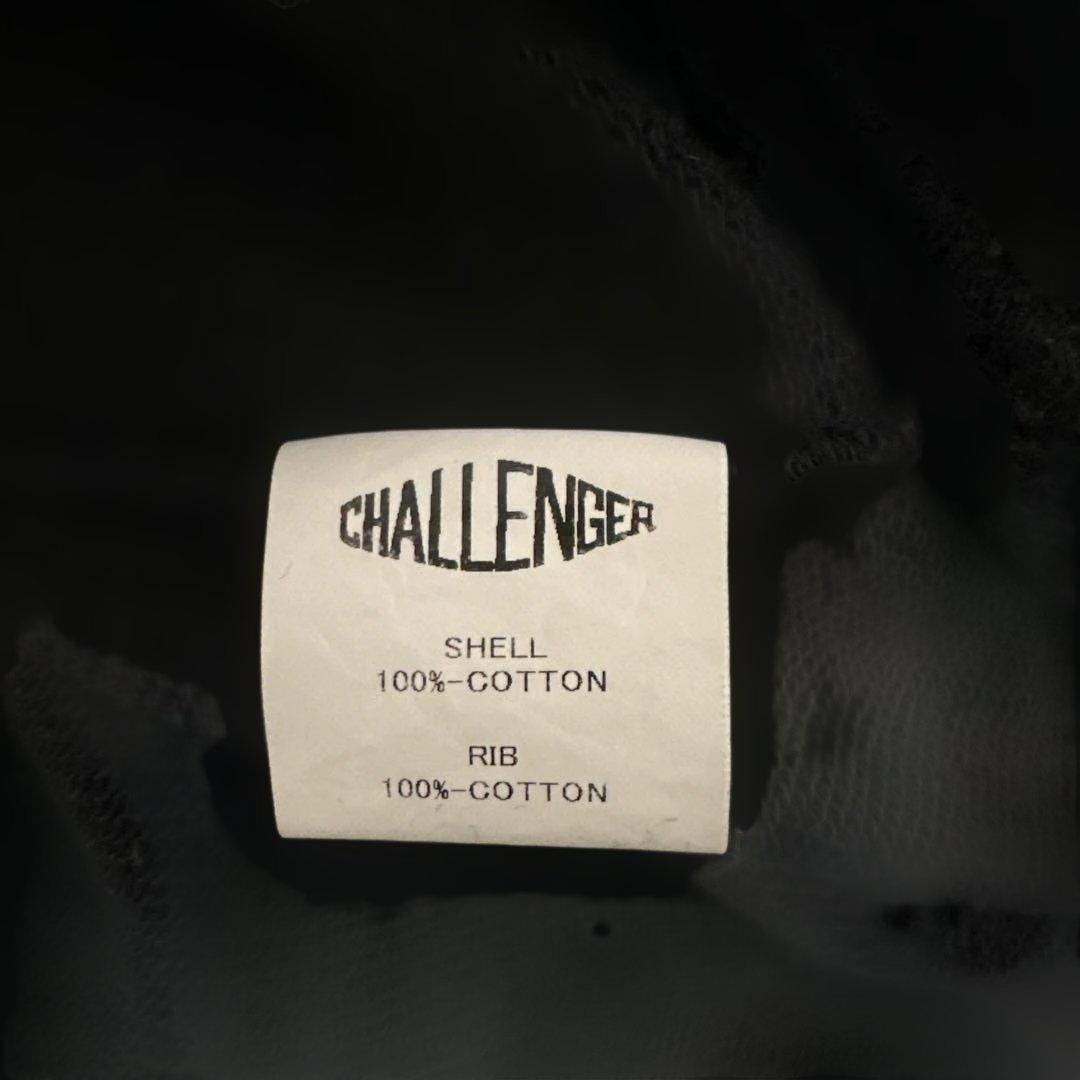 CHALLENGER
SHELL
100%-COTTON
RIB
100%-COTTON